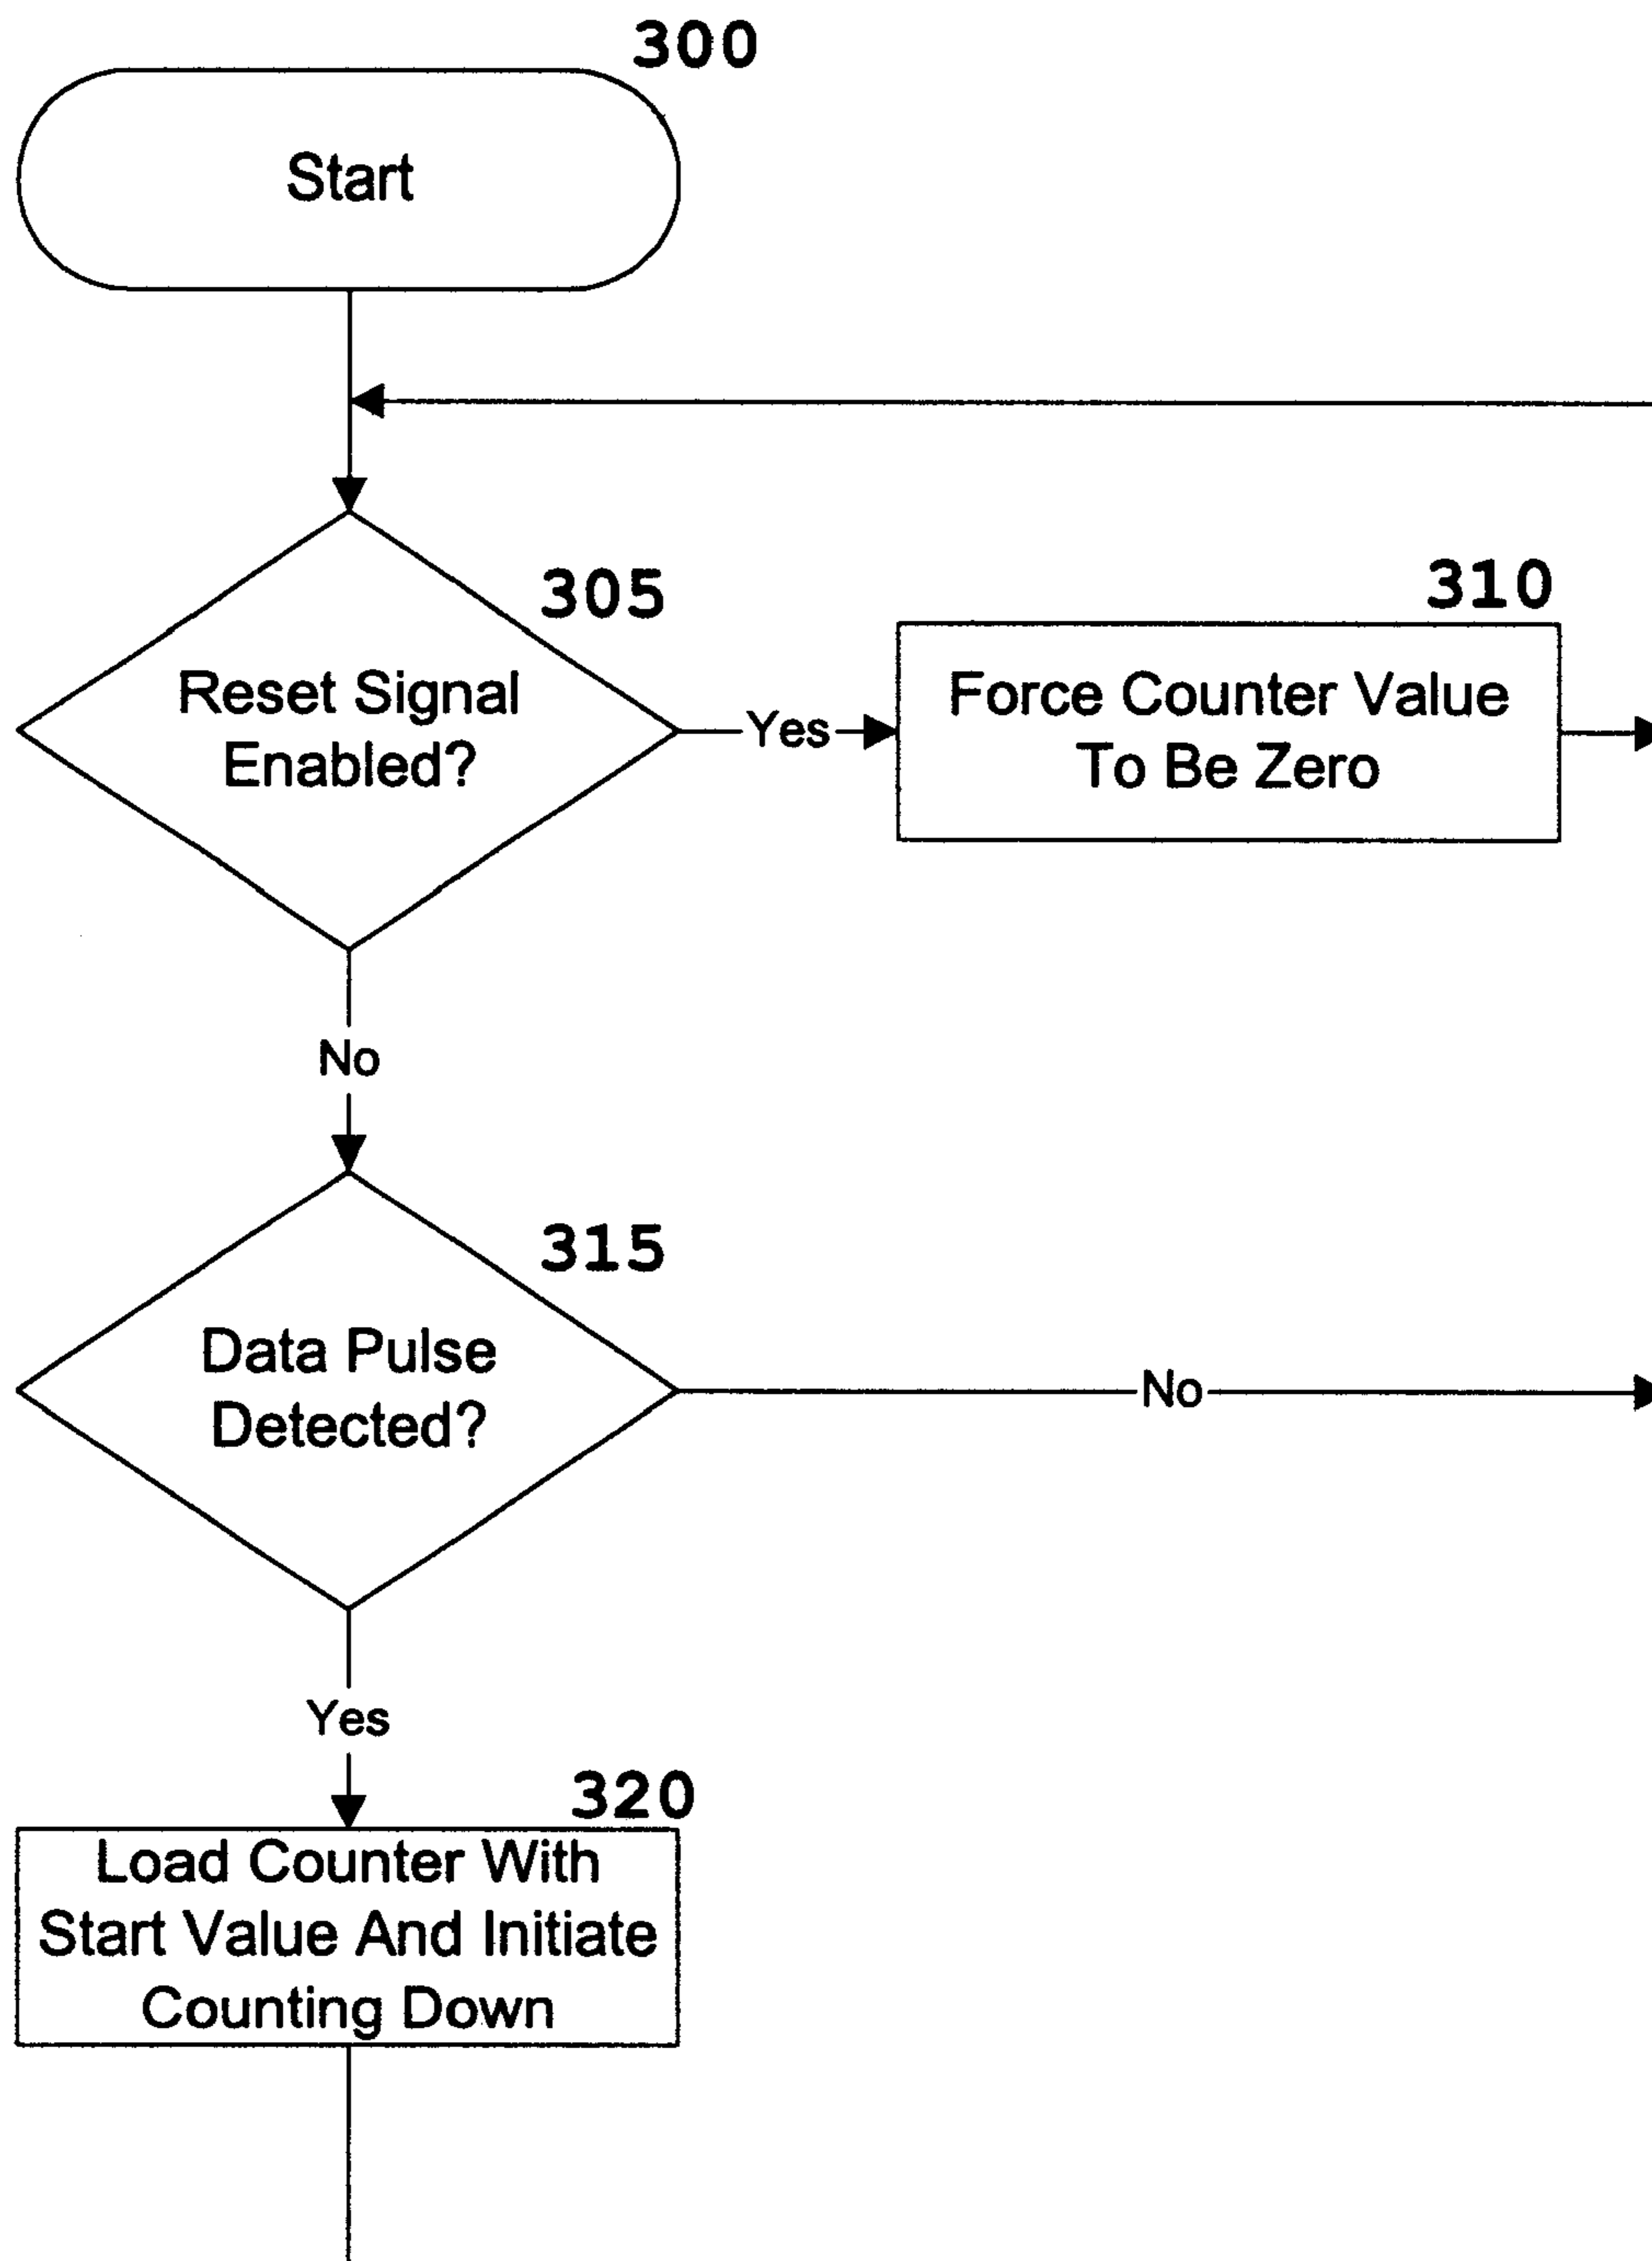 300
Start
305
Reset Signal
Enabled?
Yes
310
Force Counter Value
To Be Zero
No
315
Data Pulse
Detected?
No
Yes
320
Load Counter With
Start Value And Initiate
Counting Down